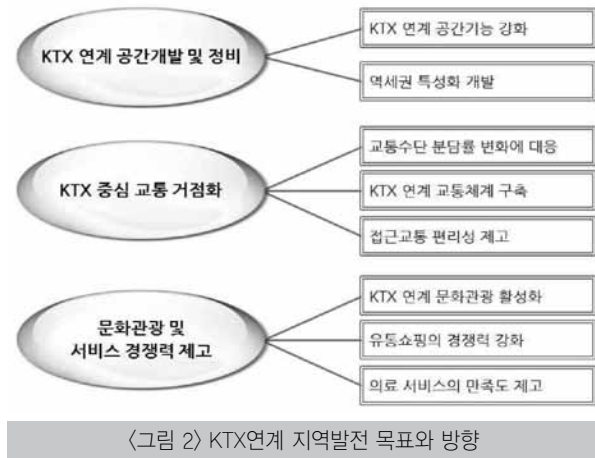 KTX 연계 공간개발 및 정비
KTX 연계 공간기능 강화
역세권 특성화 개발
KTX 중심 교통 거점화
교통수단 분담률 변화에 대응
KTX 연계 교통체계 구축
접근교통 편리성 제고
문화관광 및
서비스 경쟁력 제고
KTX 연계 문화관광 활성화
유통쇼핑의 경쟁력 강화
의료 서비스의 만족도 제고
〈그림 2〉 KTX연계 지역발전 목표와 방향